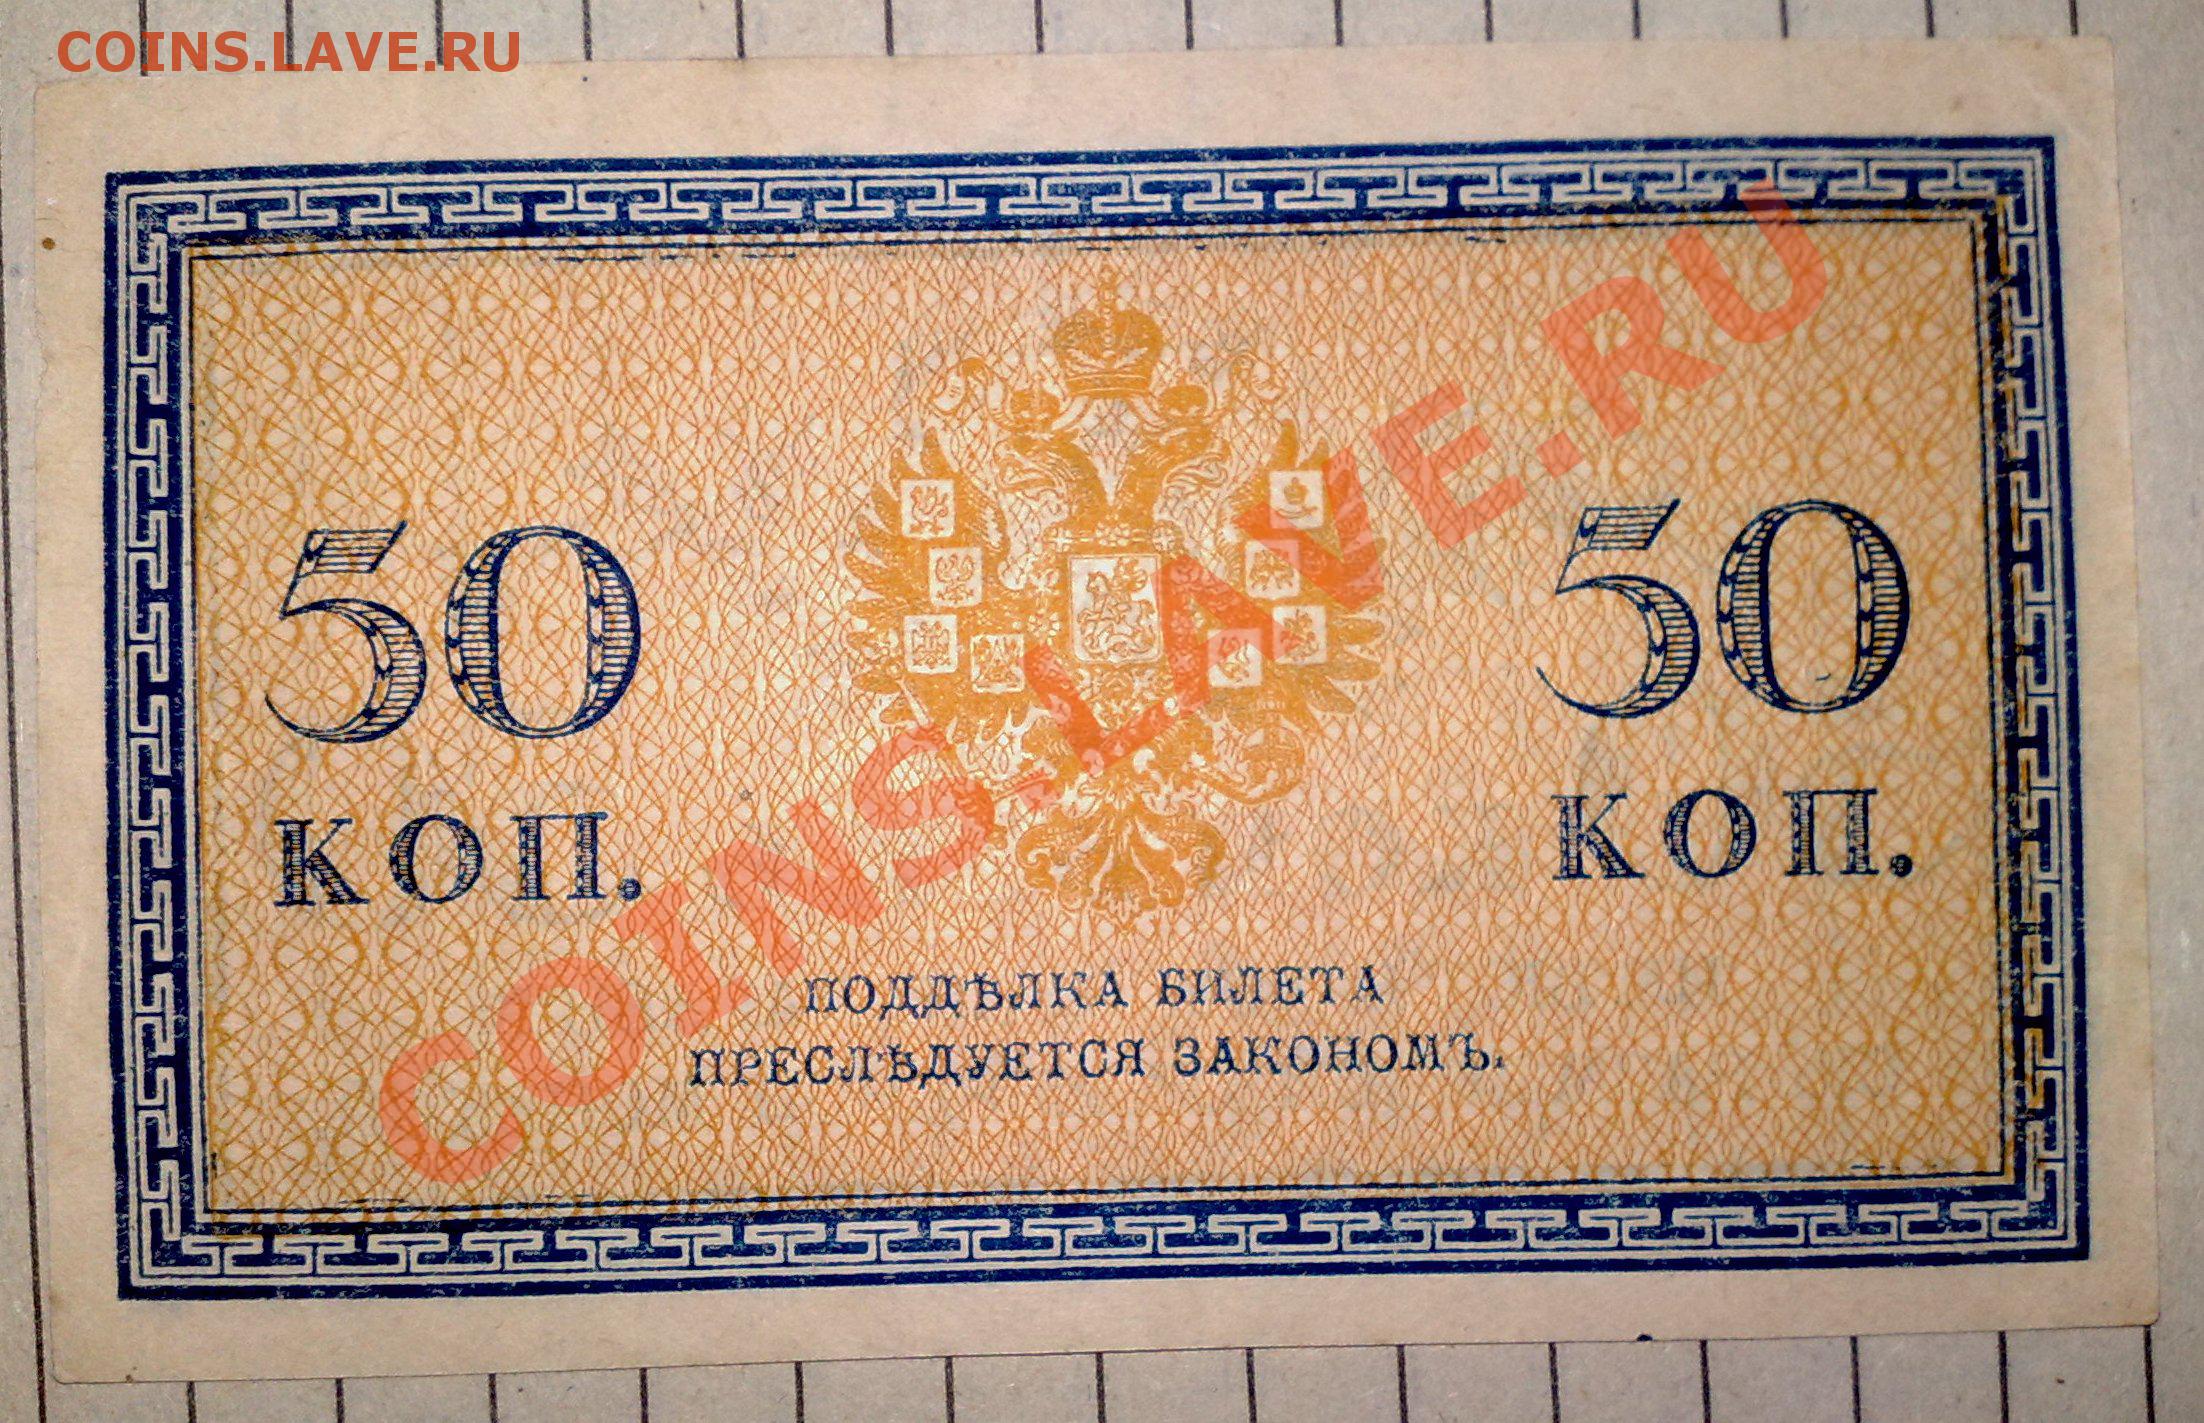 COINS.LAVE.RU
COINS.LAVE.RU
50 50
КОП. КОП.
ПОДДѢЛКА БИЛЕТА
ПРЕСЛѢДУЕТСЯ ЗАКОНОМЪ.